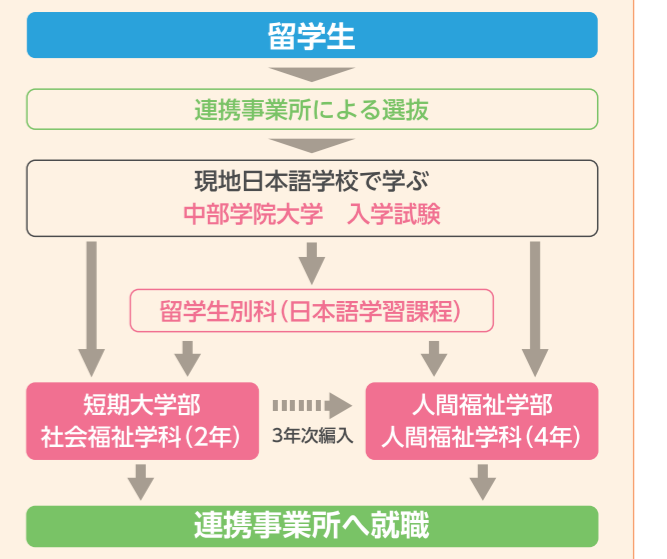 留学生
連携事業所による選抜
現地日本語学校で学ぶ
中部学院大学　入学試験
留学生別科（日本語学習課程）
短期大学部
社会福祉学科（2年）
3年次編入
人間福祉学部
人間福祉学科（4年）
連携事業所へ就職